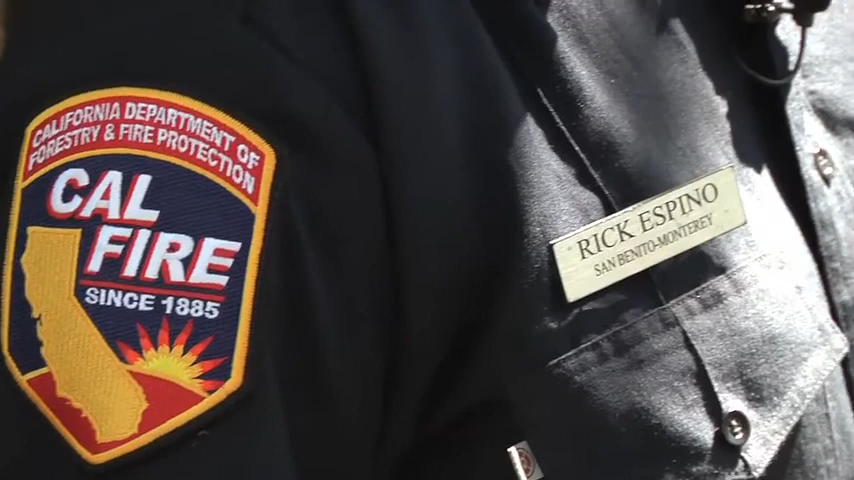 CALIFORNIA DEPARTMENT OF
FORESTRY & FIRE PROTECTION
CAL
FIRE
SINCE 1885
RICK ESPINO
SAN BENITO-MONTEREY